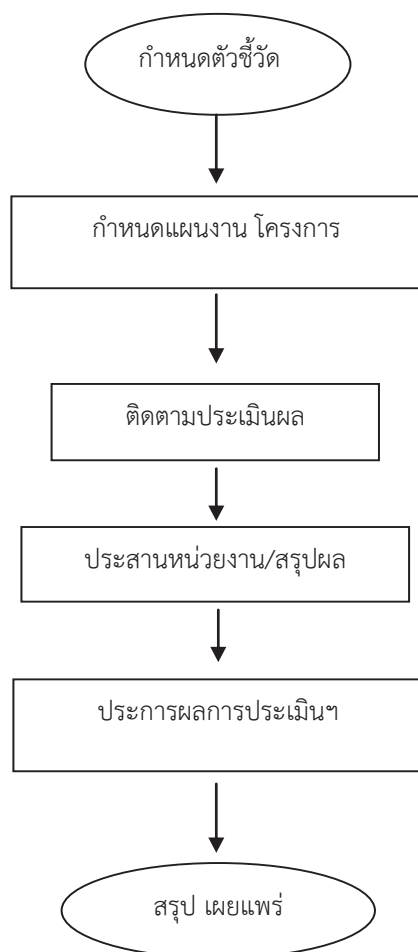 กำหนดตัวชี้วัด
กำหนดแผนงาน โครงการ
ติดตามประเมินผล
ประสานหน่วยงาน/สรุปผล
ประการผลการประเมินฯ
สรุป เผยแพร่